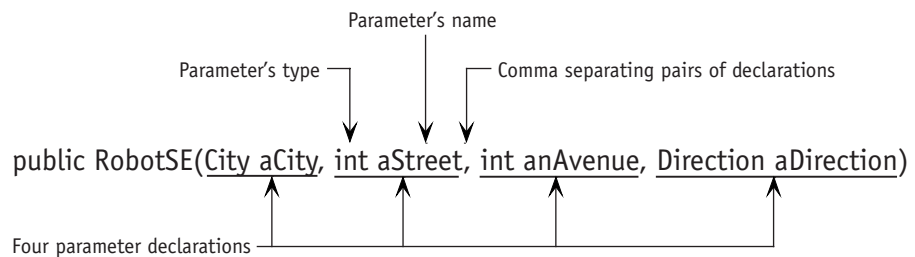 Parameter's name
Parameter's type
Comma separating pairs of declarations
public RobotSE(City aCity, int aStreet, int anAvenue, Direction aDirection)
Four parameter declarations